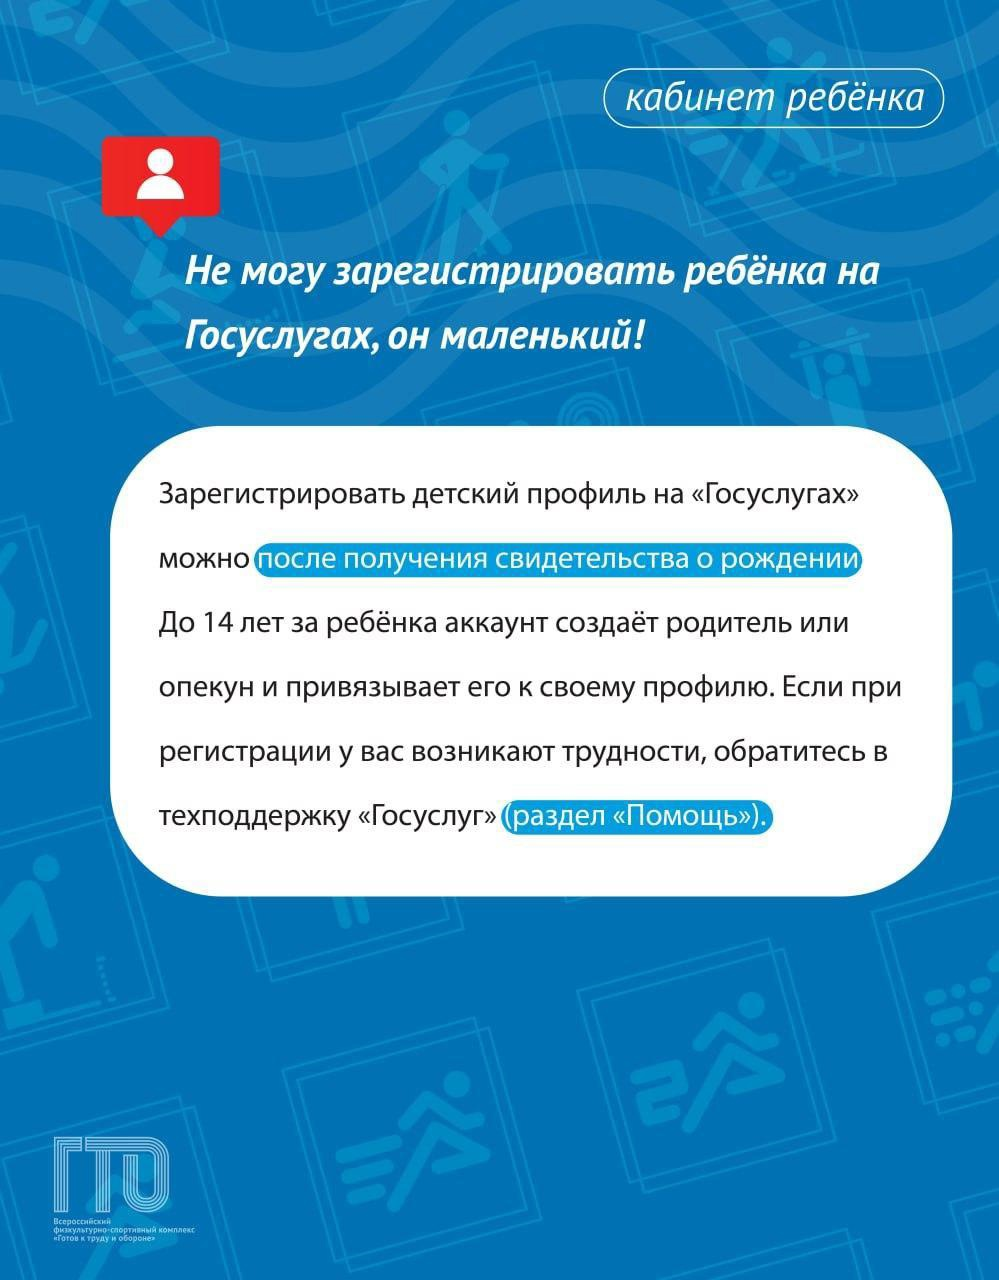 кабинет ребёнка
Не могу зарегистрировать ребёнка на
Госуслугах, он маленький!
Зарегистрировать детский профиль на «Госуслугах»
можно после получения свидетельства о рождении
До 14 лет за ребёнка аккаунт создаёт родитель или
опекун и привязывает его к своему профилю. Если при
регистрации у вас возникают трудности, обратитесь в
техподдержку «Госуслуг» (раздел «Помощь»).
ГТО
Всероссийский
физкультурно-спортивный комплекс
«Готов к труду и обороне»